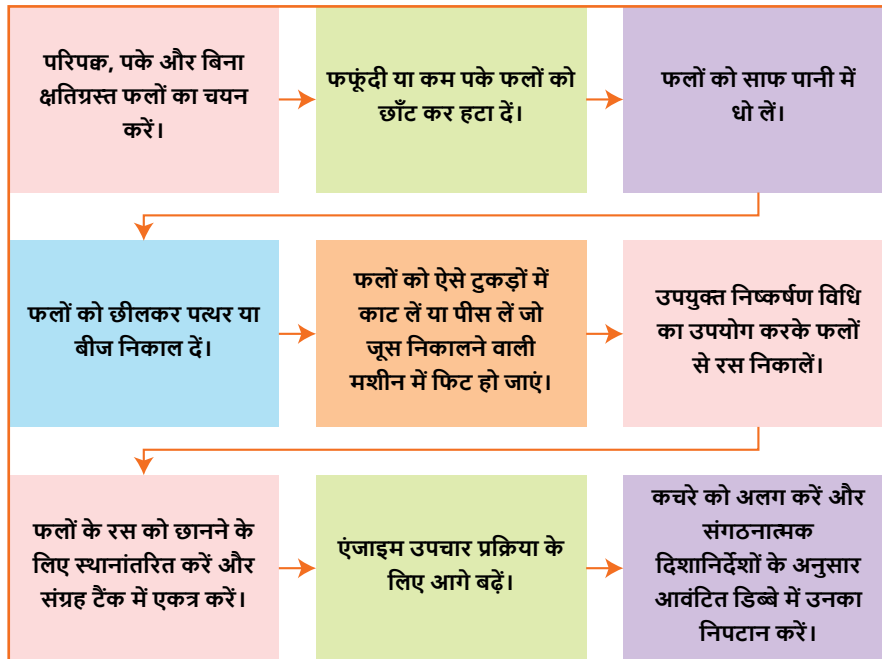 परिपक्व, पके और बिना
क्षतिग्रस्त फलों का चयन
करें।
फफूंदी या कम पके फलों को
छाँट कर हटा दें।
फलों को साफ पानी में
धो लें।
फलों को छीलकर पत्थर या
बीज निकाल दें।
फलों को ऐसे टुकड़ों में
काट लें या पीस लें जो
जूस निकालने वाली
मशीन में फिट हो जाएं।
उपयुक्त निष्कर्षण विधि
का उपयोग करके फलों
से रस निकालें।
फलों के रस को छानने के
लिए स्थानांतरित करें और
संग्रह टैंक में एकत्र करें।
एंजाइम उपचार प्रक्रिया के
लिए आगे बढ़ें।
कचरे को अलग करें और
संगठनात्मक
दिशानिर्देशों के अनुसार
आवंटित डिब्बे में उनका
निपटान करें।